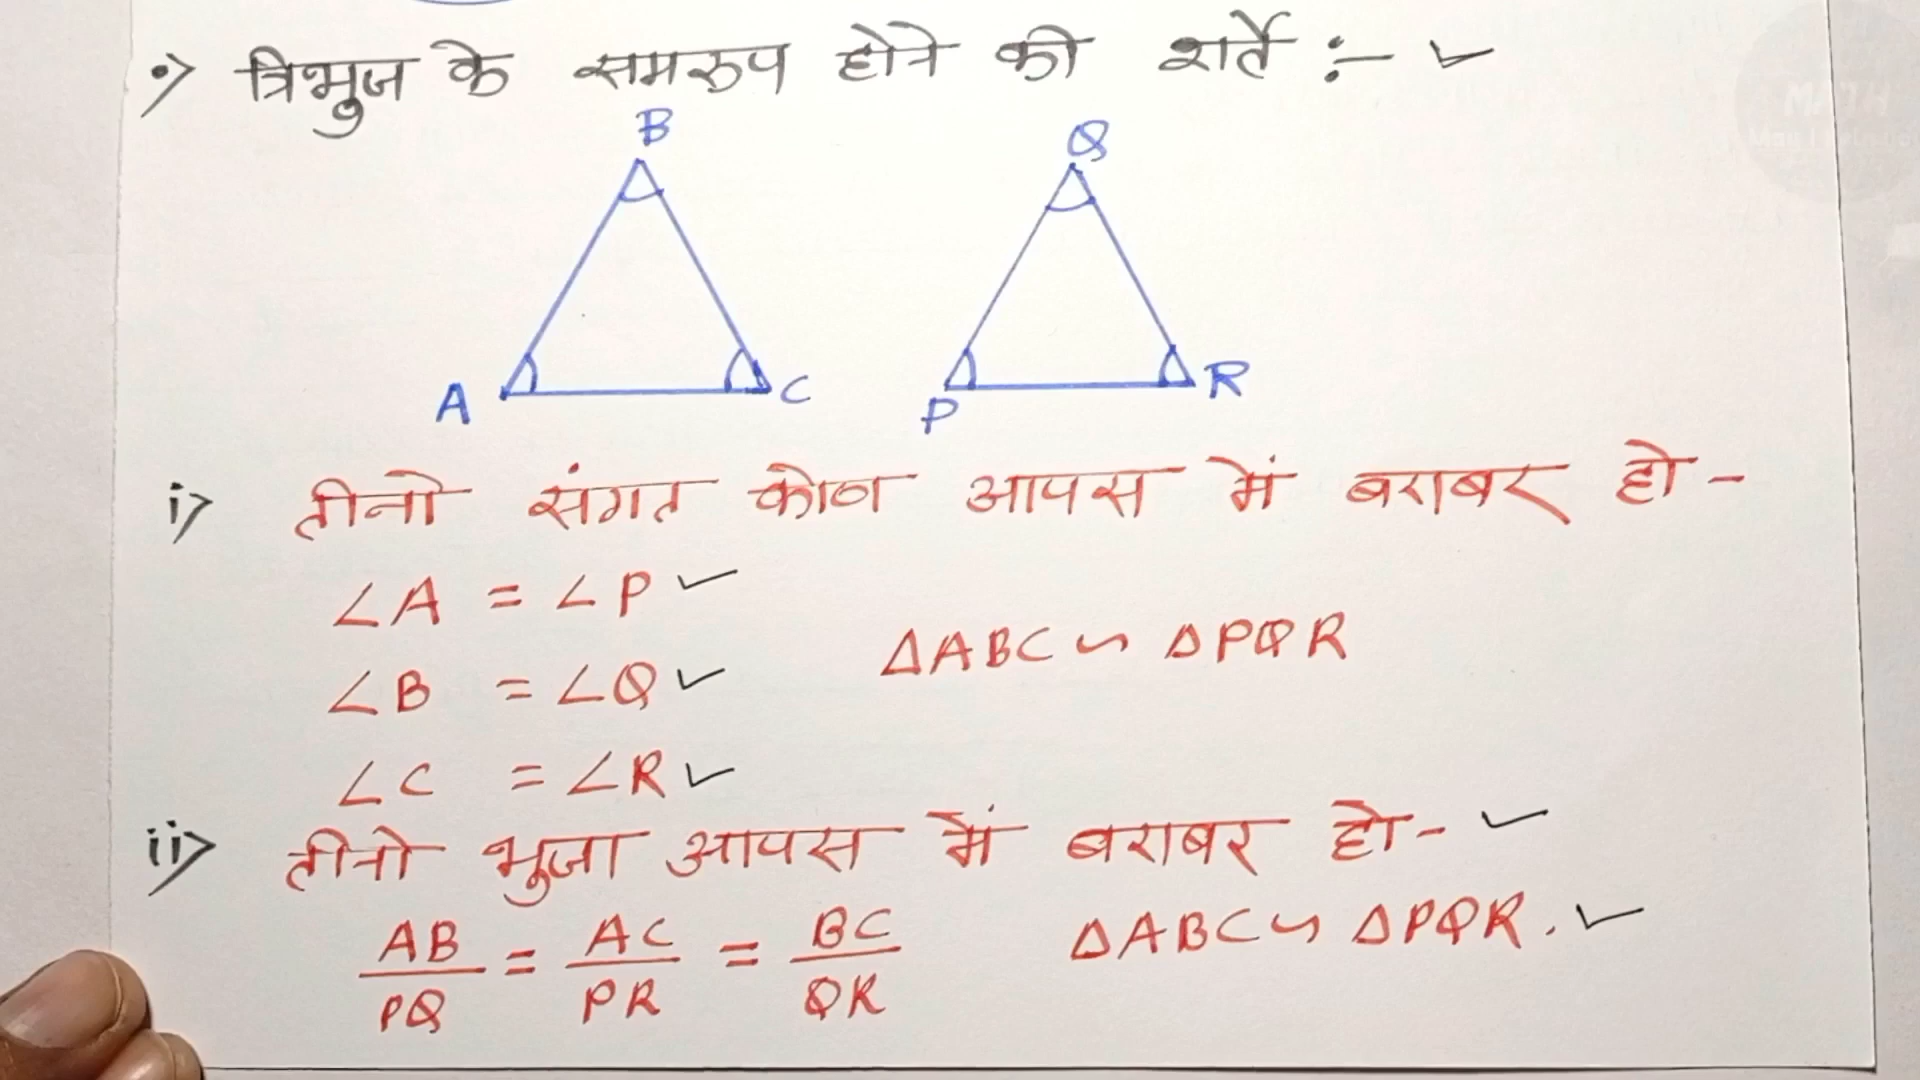 •> त्रिभुज के समरुप होने की शर्ते :- ✓
B
Q
A
C
P
R
i> तीनो संगत कोण आपस में बराबर हो -
∠A = ∠P ✓
∠B = ∠Q ✓
ΔABC ∽ ΔPQR
∠C = ∠R ✓
ii> तीनो भुजा आपस में बराबर हो - ✓
AB/PQ = AC/PR = BC/QR
ΔABC ∽ ΔPQR. ✓
MATH